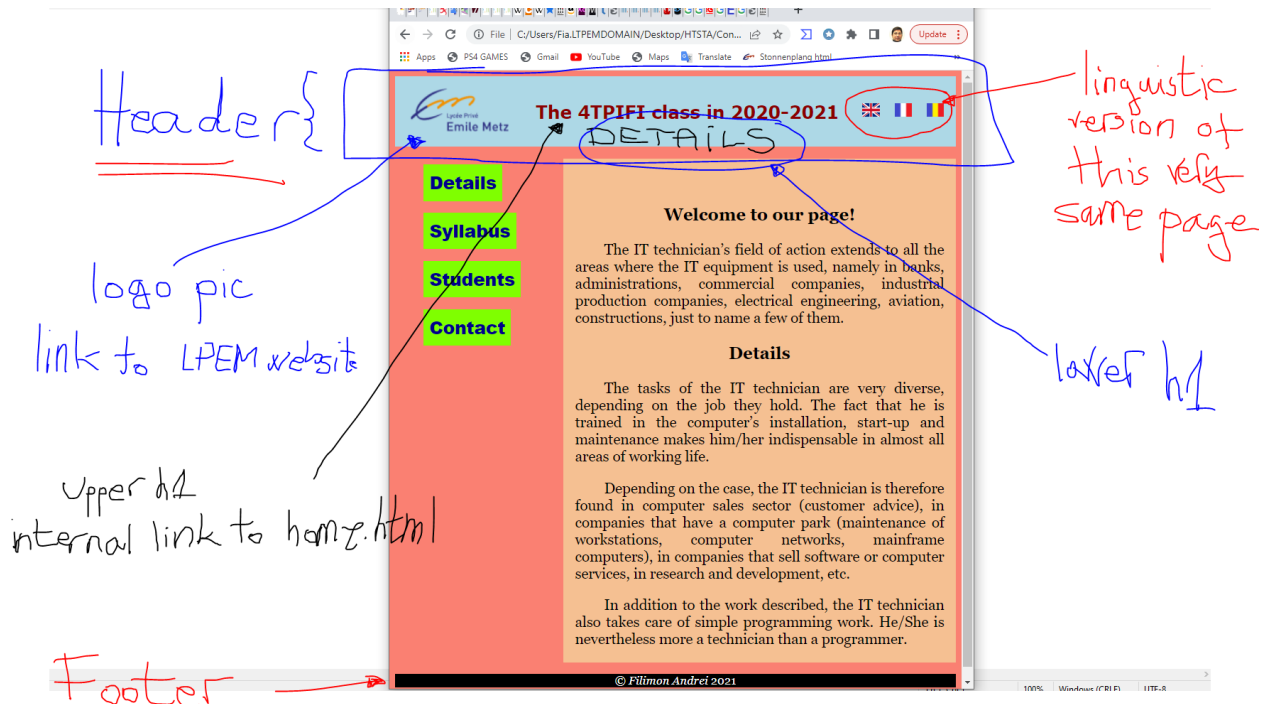 File | C:/Users/Fia.LTPEMDOMAIN/Desktop/HTSTA/Con...
Update
Apps PS4 GAMES Gmail YouTube Maps Translate Stonnenplang html »
Header{
Lycée Privé
Emile Metz
The 4TPIFI class in 2020-2021
DETAILS
linguistic
version of
this very
same page
Details
Syllabus
Students
Contact
logo pic
link to LPEM website
upper h1
internal link to home.html
Welcome to our page!
The IT technician’s field of action extends to all the
areas where the IT equipment is used, namely in banks,
administrations, commercial companies, industrial
production companies, electrical engineering, aviation,
constructions, just to name a few of them.
Details
The tasks of the IT technician are very diverse,
depending on the job they hold. The fact that he is
trained in the computer’s installation, start-up and
maintenance makes him/her indispensable in almost all
areas of working life.
Depending on the case, the IT technician is therefore
found in computer sales sector (customer advice), in
companies that have a computer park (maintenance of
workstations, computer networks, mainframe
computers), in companies that sell software or computer
services, in research and development, etc.
In addition to the work described, the IT technician
also takes care of simple programming work. He/She is
nevertheless more a technician than a programmer.
lower h1
Footer
© Filimon Andrei 2021
100% Windows (CRLF) UTF-8